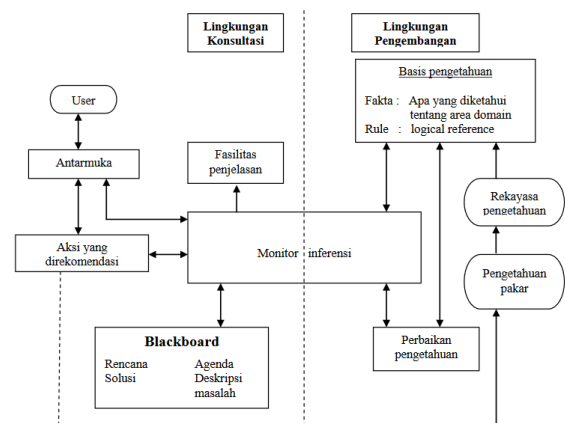 Lingkungan
Konsultasi
Lingkungan
Pengembangan
Basis pengetahuan
Fakta : Apa yang diketahui
tentang area domain
Rule : logical reference
User
Antarmuka
Fasilitas
penjelasan
Rekayasa
pengetahuan
Aksi yang
direkomendasi
Monitor inferensi
Pengetahuan
pakar
Blackboard
Rencana Agenda
Solusi Deskripsi
masalah
Perbaikan
pengetahuan